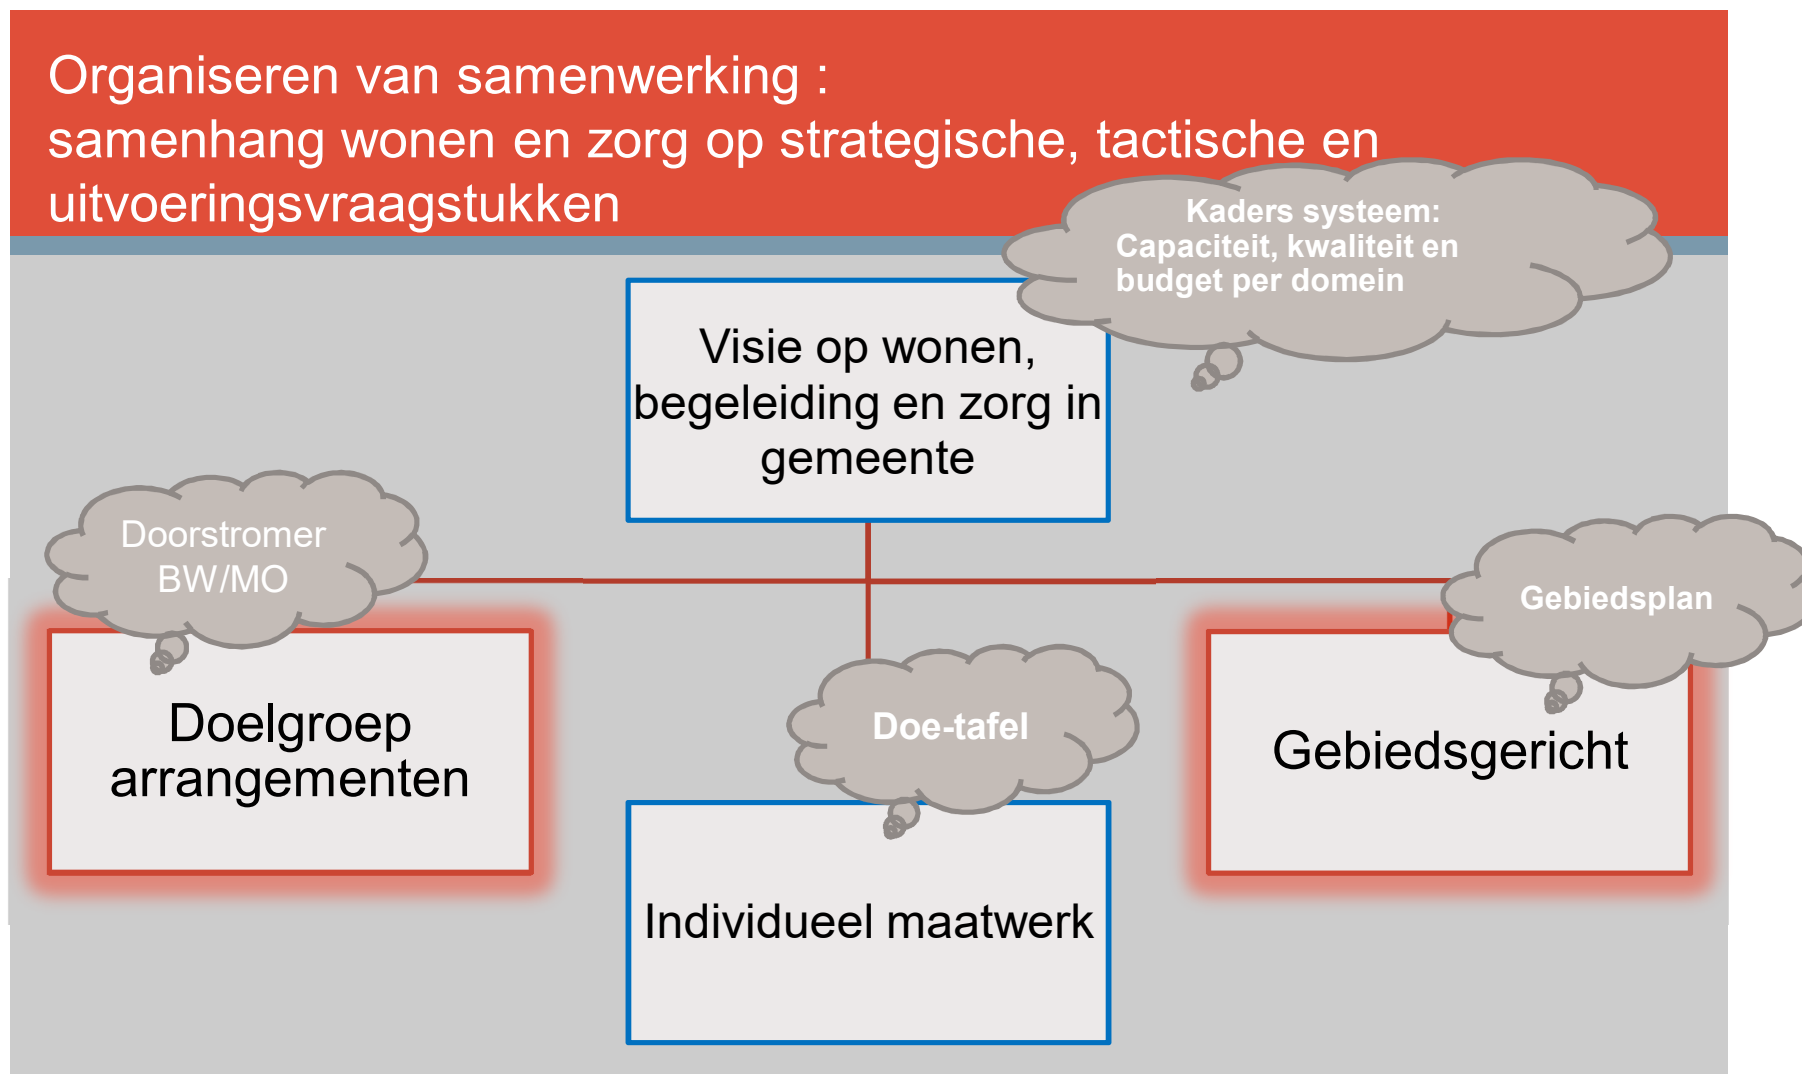 Organiseren van samenwerking :
samenhang wonen en zorg op strategische, tactische en
uitvoeringsvraagstukken
Kaders systeem:
Capaciteit, kwaliteit en
budget per domein
Visie op wonen,
begeleiding en zorg in
gemeente
Doorstromer
BW/MO
Gebiedsplan
Doelgroep
arrangementen
Doe-tafel
Gebiedsgericht
Individueel maatwerk